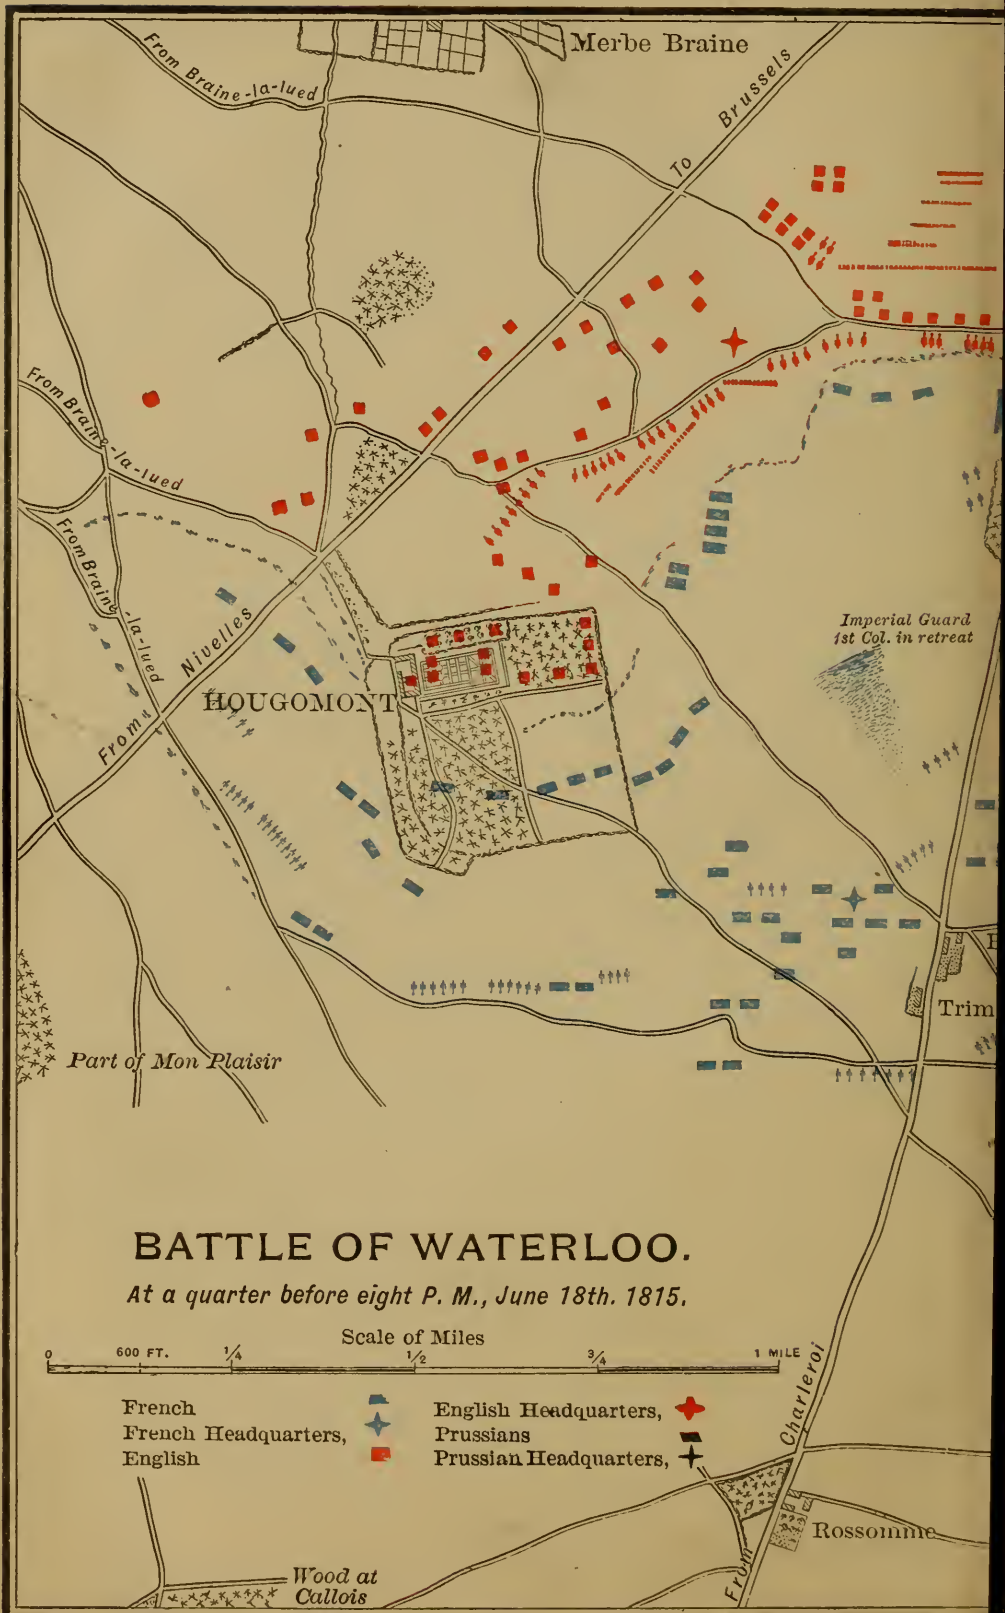 Merbe Braine
From Braine-la-lued
To Brussels
From Braine-la-lued
From Braine-la-lued
Imperial Guard
1st Col. in retreat
From Nivelles
HOUGOMONT
Trim
Part of Mon Plaisir
BATTLE OF WATERLOO.
At a quarter before eight P. M., June 18th. 1815.
Scale of Miles
0 600 FT. 1/4 1/2 3/4 1 MILE
French
French Headquarters,
English
English Headquarters,
Prussians
Prussian Headquarters,
From Charleroi
Rossomme
Wood at
Callois